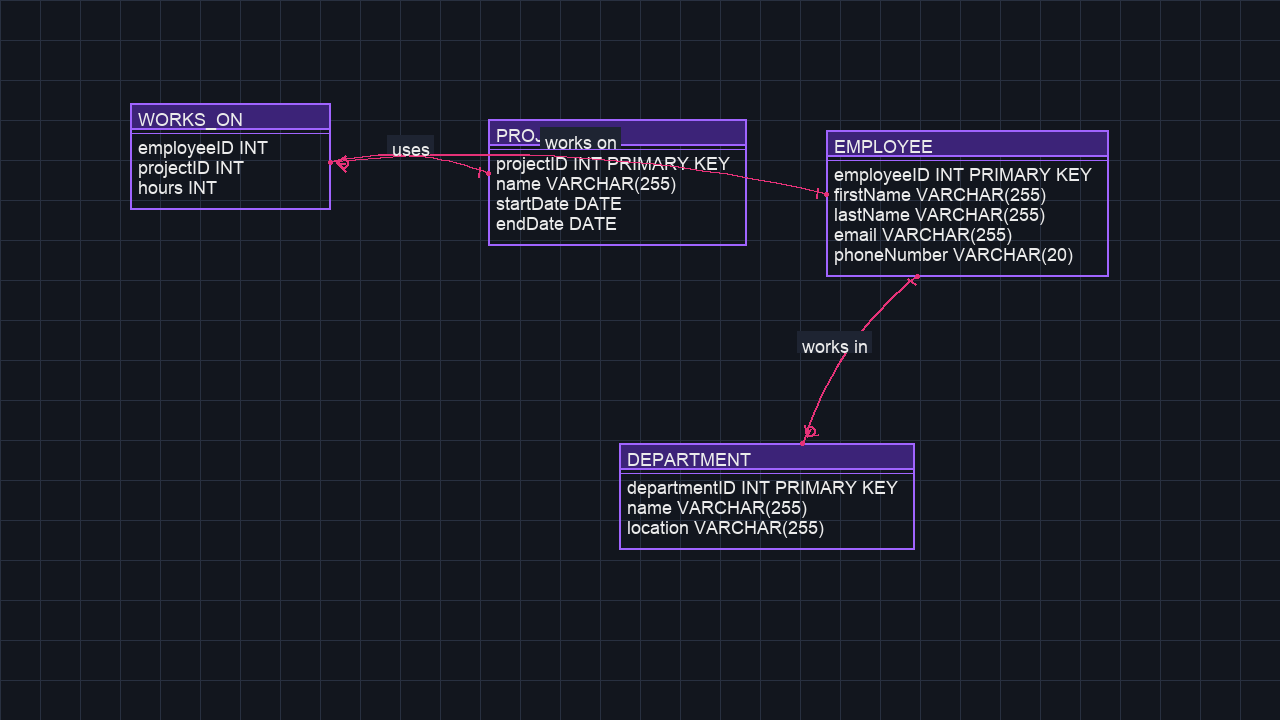 WORKS_ON
employeeID INT
projectID INT
hours INT
uses
works on
projectID INT PRIMARY KEY
name VARCHAR(255)
startDate DATE
endDate DATE
EMPLOYEE
employeeID INT PRIMARY KEY
firstName VARCHAR(255)
lastName VARCHAR(255)
email VARCHAR(255)
phoneNumber VARCHAR(20)
works in
DEPARTMENT
departmentID INT PRIMARY KEY
name VARCHAR(255)
location VARCHAR(255)